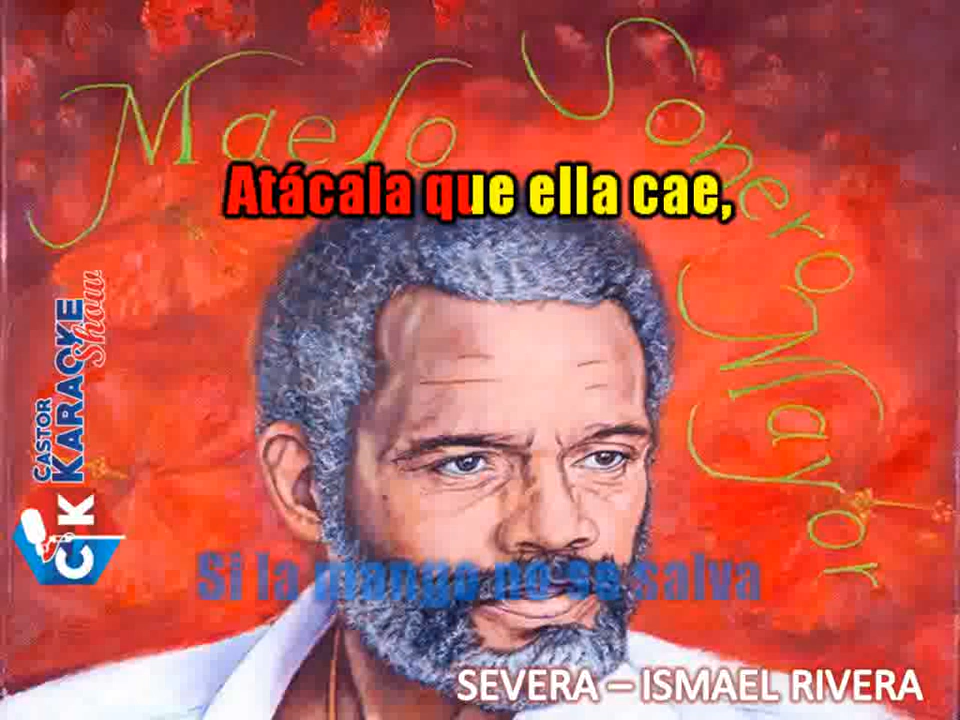 Maelo Sonero Mayor
Atácala que ella cae,
CASTOR
KARAOKE
Show
CK
Si la mango no se salva
SEVERA – ISMAEL RIVERA